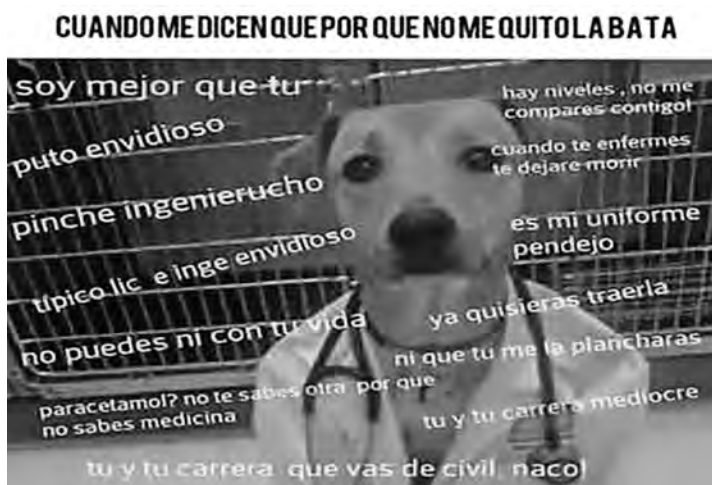 CUANDO ME DICEN QUE POR QUE NO ME QUITO LA BATA
soy mejor que tu
hay niveles , no me
compares contigo!
puto envidioso
cuando te enfermes
te dejare morir
pinche ingenierucho
es mi uniforme
pendejo
típico lic e inge envidioso
ya quisieras traerla
no puedes ni con tu vida
ni que tu me la plancharas
paracetamol? no te sabes otra por que
no sabes medicina
tu y tu carrera mediocre
tu y tu carrera que vas de civil, naco!